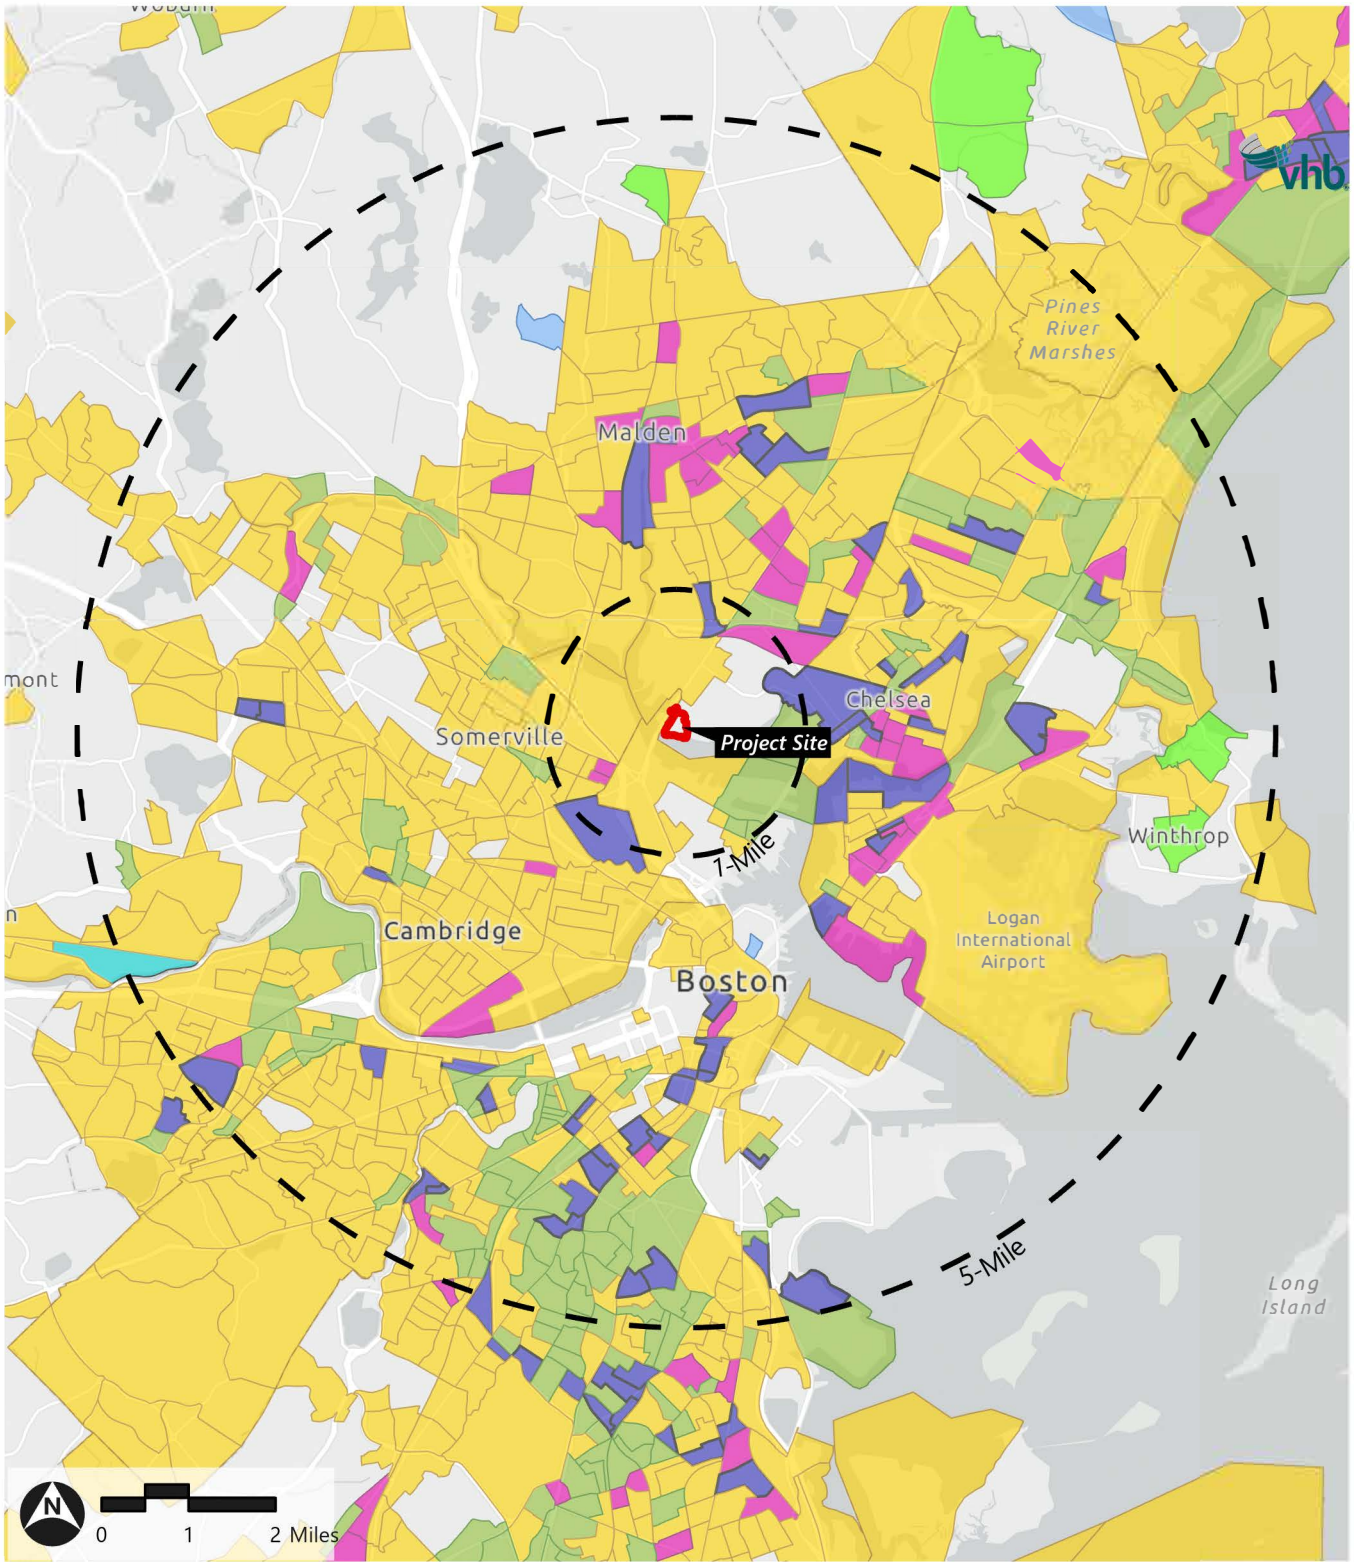 Woburn
vhb
Pines
River
Marshes
Malden
mont
Chelsea
Somerville
Project Site
1-Mile
Winthrop
n
Cambridge
Logan
International
Airport
Boston
5-Mile
Long
Island
N
0 1 2 Miles